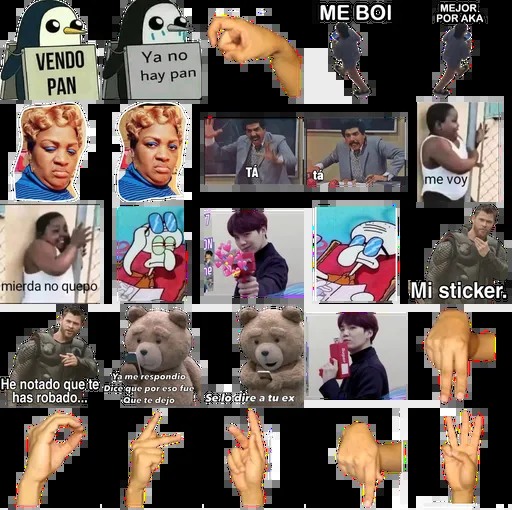 VENDO
PAN
Ya no
hay pan
ME BOI
MEJOR
POR AKA
TA
tá
me voy
mierda no quepo
Mi sticker.
He notado que te
has robado...
Ya me respondio
Dice que por eso fue
Que te dejo
Se lo dire a tu ex